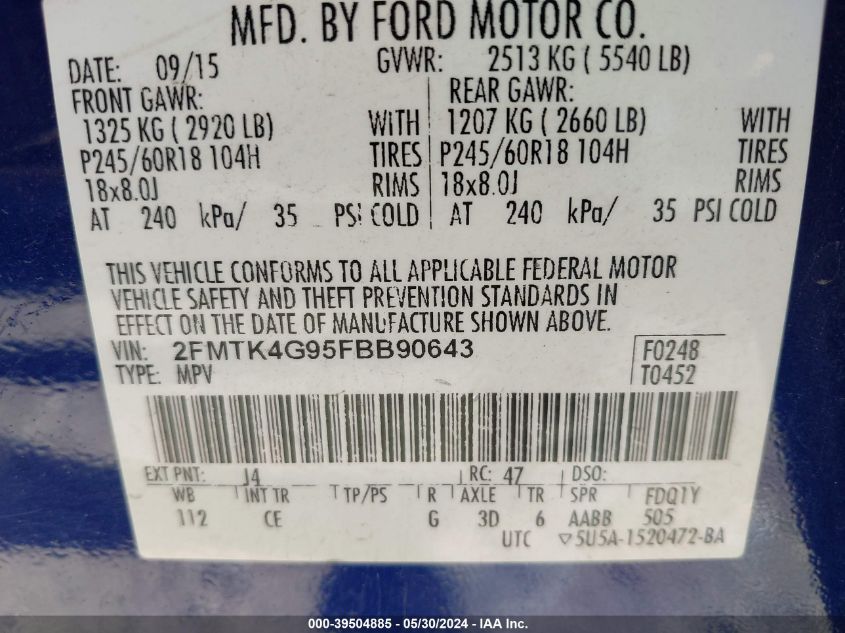 MFD. BY FORD MOTOR CO.
DATE: 09/15 GVWR: 2513 KG ( 5540 LB)
FRONT GAWR: REAR GAWR:
1325 KG ( 2920 LB) WITH 1207 KG ( 2660 LB) WITH
P245/60R18 104H TIRES P245/60R18 104H TIRES
18x8.0J RIMS 18x8.0J RIMS
AT 240 kPa/ 35 PSI COLD AT 240 kPa/ 35 PSI COLD
THIS VEHICLE CONFORMS TO ALL APPLICABLE FEDERAL MOTOR
VEHICLE SAFETY AND THEFT PREVENTION STANDARDS IN
EFFECT ON THE DATE OF MANUFACTURE SHOWN ABOVE.
VIN: 2FMTK4G95FBB90643 F0248
TYPE: MPV T0452
EXT PNT: J4 RC: 47 DSO:
WB INT TR TP/PS R AXLE TR SPR FDQ1Y
112 CE G 3D 6 AABB 505
UTC ▽5U5A-1520472-BA
000-39504885 - 05/30/2024 - IAA Inc.